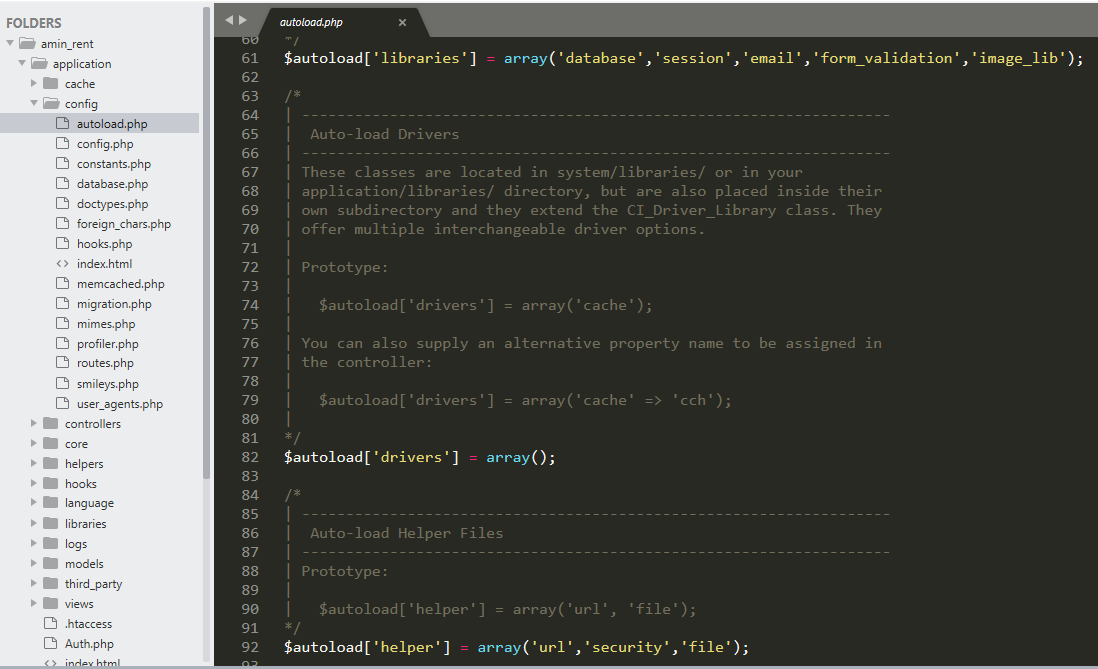 FOLDERS
amin_rent
application
cache
config
autoload.php
config.php
constants.php
database.php
doctypes.php
foreign_chars.php
hooks.php
index.html
memcached.php
migration.php
mimes.php
profiler.php
routes.php
smileys.php
user_agents.php
controllers
core
helpers
hooks
language
libraries
logs
models
third_party
views
.htaccess
Auth.php
index.html
autoload.php ×
60 */
61 $autoload['libraries'] = array('database','session','email','form_validation','image_lib');
62
63 /*
64 | -------------------------------------------------------------------
65 |  Auto-load Drivers
66 | -------------------------------------------------------------------
67 | These classes are located in system/libraries/ or in your
68 | application/libraries/ directory, but are also placed inside their
69 | own subdirectory and they extend the CI_Driver_Library class. They
70 | offer multiple interchangeable driver options.
71 |
72 | Prototype:
73 |
74 |   $autoload['drivers'] = array('cache');
75 |
76 | You can also supply an alternative property name to be assigned in
77 | the controller:
78 |
79 |   $autoload['drivers'] = array('cache' => 'cch');
80 |
81 */
82 $autoload['drivers'] = array();
83
84 /*
85 | -------------------------------------------------------------------
86 |  Auto-load Helper Files
87 | -------------------------------------------------------------------
88 | Prototype:
89 |
90 |   $autoload['helper'] = array('url', 'file');
91 */
92 $autoload['helper'] = array('url','security','file');
93